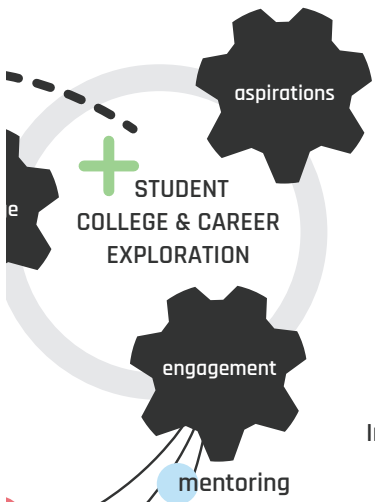 aspirations
STUDENT
COLLEGE & CAREER
EXPLORATION
engagement
mentoring